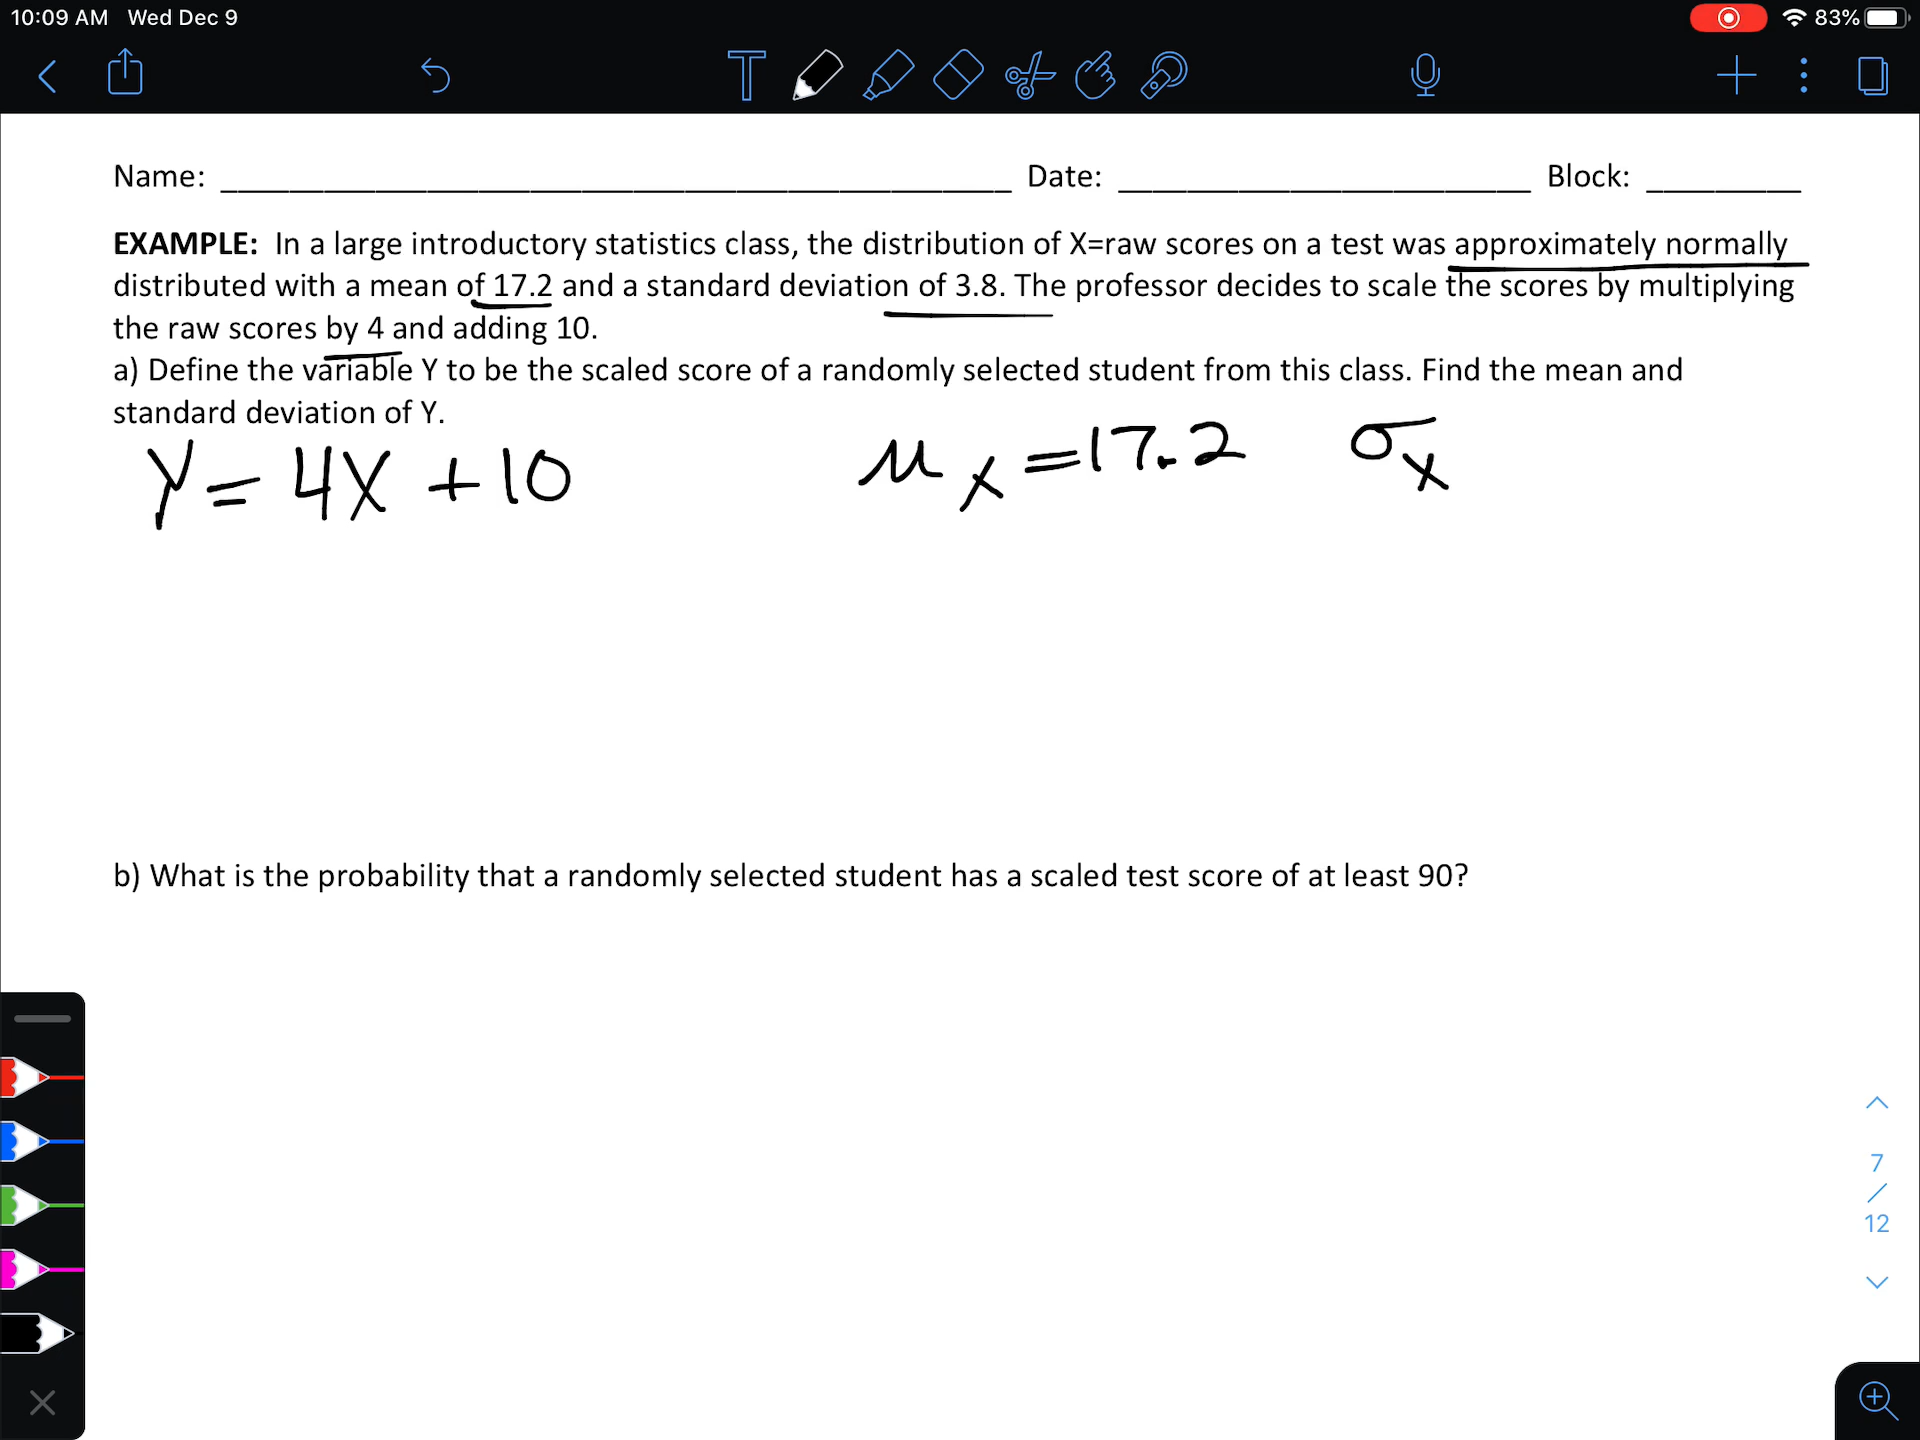 10:09 AM Wed Dec 9 83%
T
Name: ______ Date: ______ Block: ______
EXAMPLE: In a large introductory statistics class, the distribution of X=raw scores on a test was approximately normally
distributed with a mean of 17.2 and a standard deviation of 3.8. The professor decides to scale the scores by multiplying
the raw scores by 4 and adding 10.
a) Define the variable Y to be the scaled score of a randomly selected student from this class. Find the mean and
standard deviation of Y.
Y = 4X + 10 μx = 17.2 σx
b) What is the probability that a randomly selected student has a scaled test score of at least 90?
7
/
12